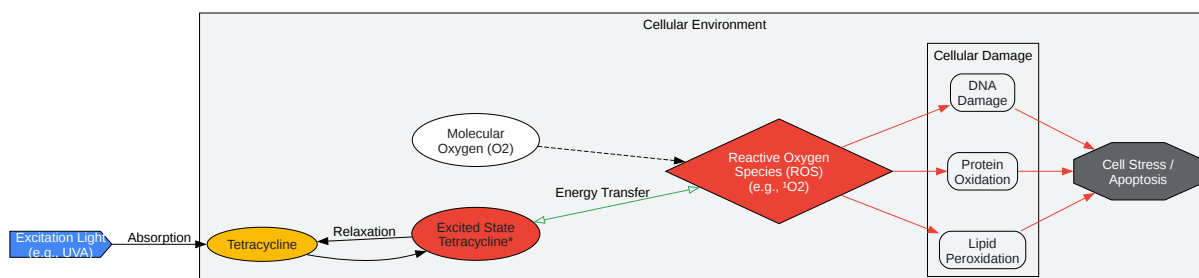 Cellular Environment
Cellular Damage
DNA
Damage
Molecular
Oxygen (O2)
Reactive Oxygen
Species (ROS)
(e.g., ¹O2)
Protein
Oxidation
Cell Stress /
Apoptosis
Energy Transfer
Excitation Light
(e.g., UVA)
Absorption
Tetracycline
Relaxation
Excited State
Tetracycline*
Lipid
Peroxidation